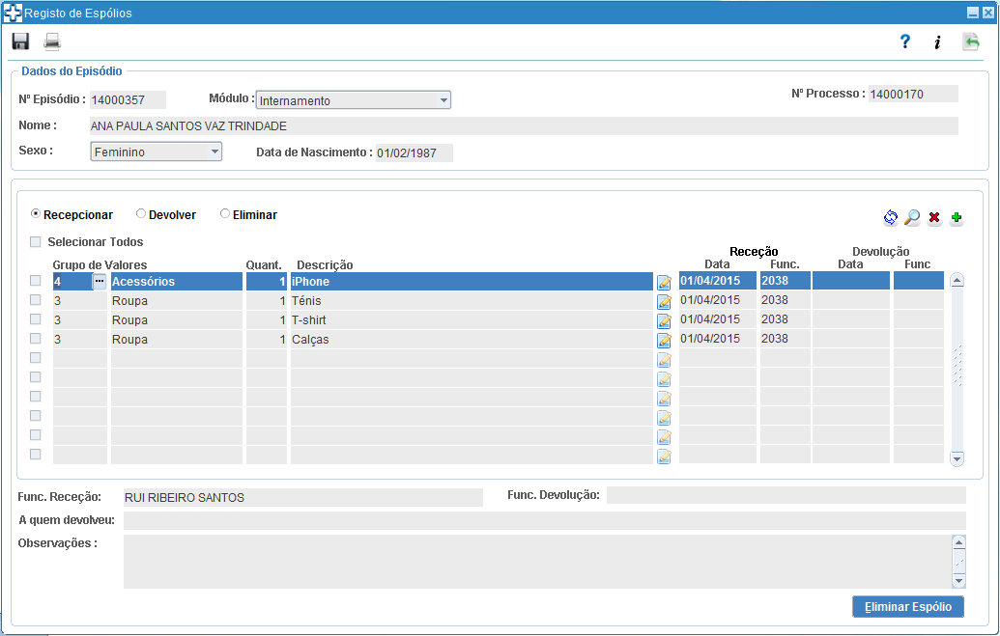 Registo de Espólios
? i
Dados do Episódio
Nº Episódio : 14000357 Módulo : Internamento Nº Processo : 14000170
Nome : ANA PAULA SANTOS VAZ TRINDADE
Sexo : Feminino Data de Nascimento : 01/02/1987
Recepcionar Devolver Eliminar
Selecionar Todos
Receção Devolução
Grupo de Valores Quant. Descrição Data Func. Data Func
4 ... Acessórios 1 iPhone 01/04/2015 2038
3 Roupa 1 Ténis 01/04/2015 2038
3 Roupa 1 T-shirt 01/04/2015 2038
3 Roupa 1 Calças 01/04/2015 2038
Func. Receção: RUI RIBEIRO SANTOS Func. Devolução:
A quem devolveu:
Observações :
Eliminar Espólio